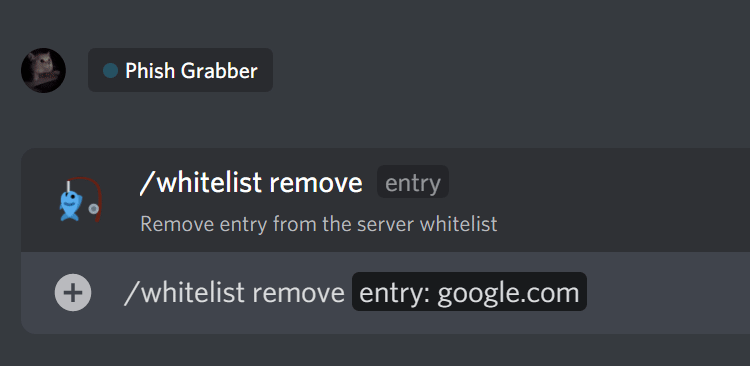 Phish Grabber
/whitelist remove entry
Remove entry from the server whitelist
/whitelist remove entry: google.com